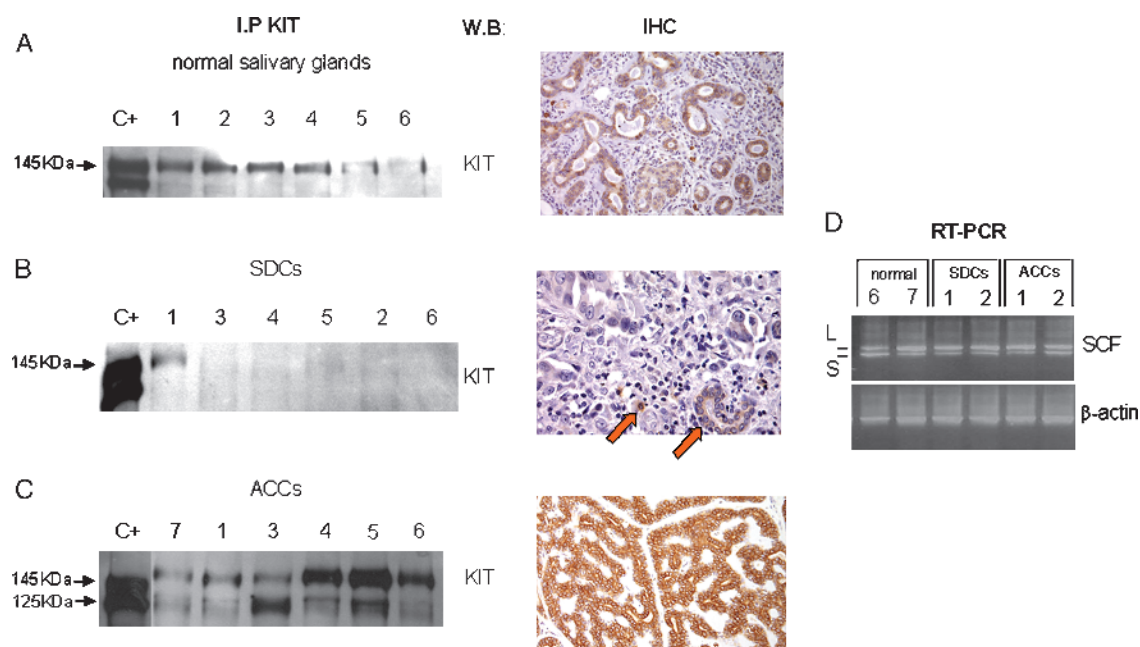 A
I.P KIT
W.B:
IHC
normal salivary glands
C+ 1 2 3 4 5 6
145KDa
KIT
B
SDCs
C+ 1 3 4 5 2 6
145KDa
KIT
C
ACCs
C+ 7 1 3 4 5 6
145KDa
125KDa
KIT
D
RT-PCR
normal SDCs ACCs
6 7 1 2 1 2
L
S
SCF
β-actin